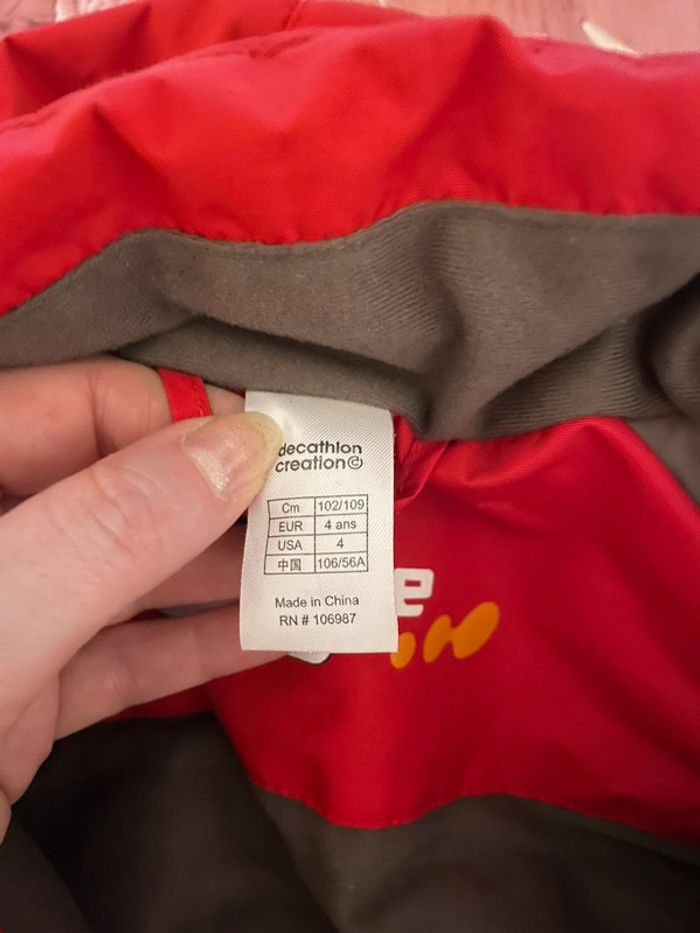 decathlon
creation©
Cm 102/109
EUR 4 ans
USA 4
中国 106/56A
Made in China
RN # 106987
e